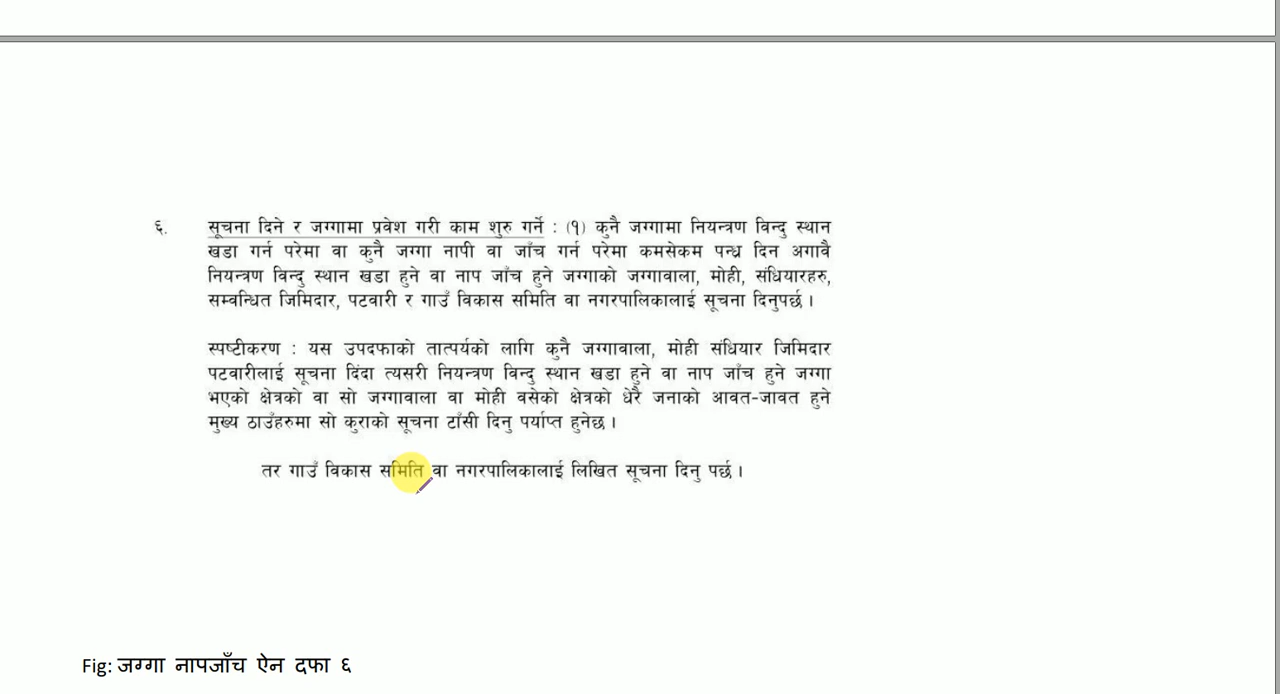 ६. सूचना दिने र जग्गामा प्रवेश गरी काम शुरु गर्ने : (१) कुनै जग्गामा नियन्त्रण विन्दु स्थान
खडा गर्न परेमा वा कुनै जग्गा नापी वा जाँच गर्न परेमा कमसेकम पन्ध्र दिन अगावै
नियन्त्रण विन्दु स्थान खडा हुने वा नाप जाँच हुने जग्गाको जग्गावाला, मोही, संधियारहरु,
सम्वन्धित जिमिदार, पटवारी र गाउँ विकास समिति वा नगरपालिकालाई सूचना दिनुपर्छ ।
स्पष्टीकरण : यस उपदफाको तात्पर्यको लागि कुनै जग्गावाला, मोही संधियार जिमिदार
पटवारीलाई सूचना दिंदा त्यसरी नियन्त्रण विन्दु स्थान खडा हुने वा नाप जाँच हुने जग्गा
भएको क्षेत्रको वा सो जग्गावाला वा मोही वसेको क्षेत्रको धेरै जनाको आवत-जावत हुने
मुख्य ठाउँहरुमा सो कुराको सूचना टाँसी दिनु पर्याप्त हुनेछ ।
तर गाउँ विकास समिति वा नगरपालिकालाई लिखित सूचना दिनु पर्छ ।
Fig: जग्गा नापजाँच ऐन दफा ६